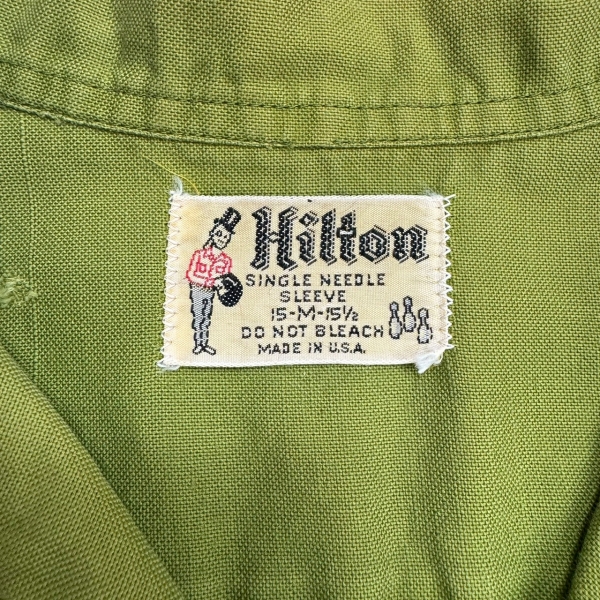 Hilton
SINGLE NEEDLE
SLEEVE
15-M-15½
DO NOT BLEACH
MADE IN U.S.A.